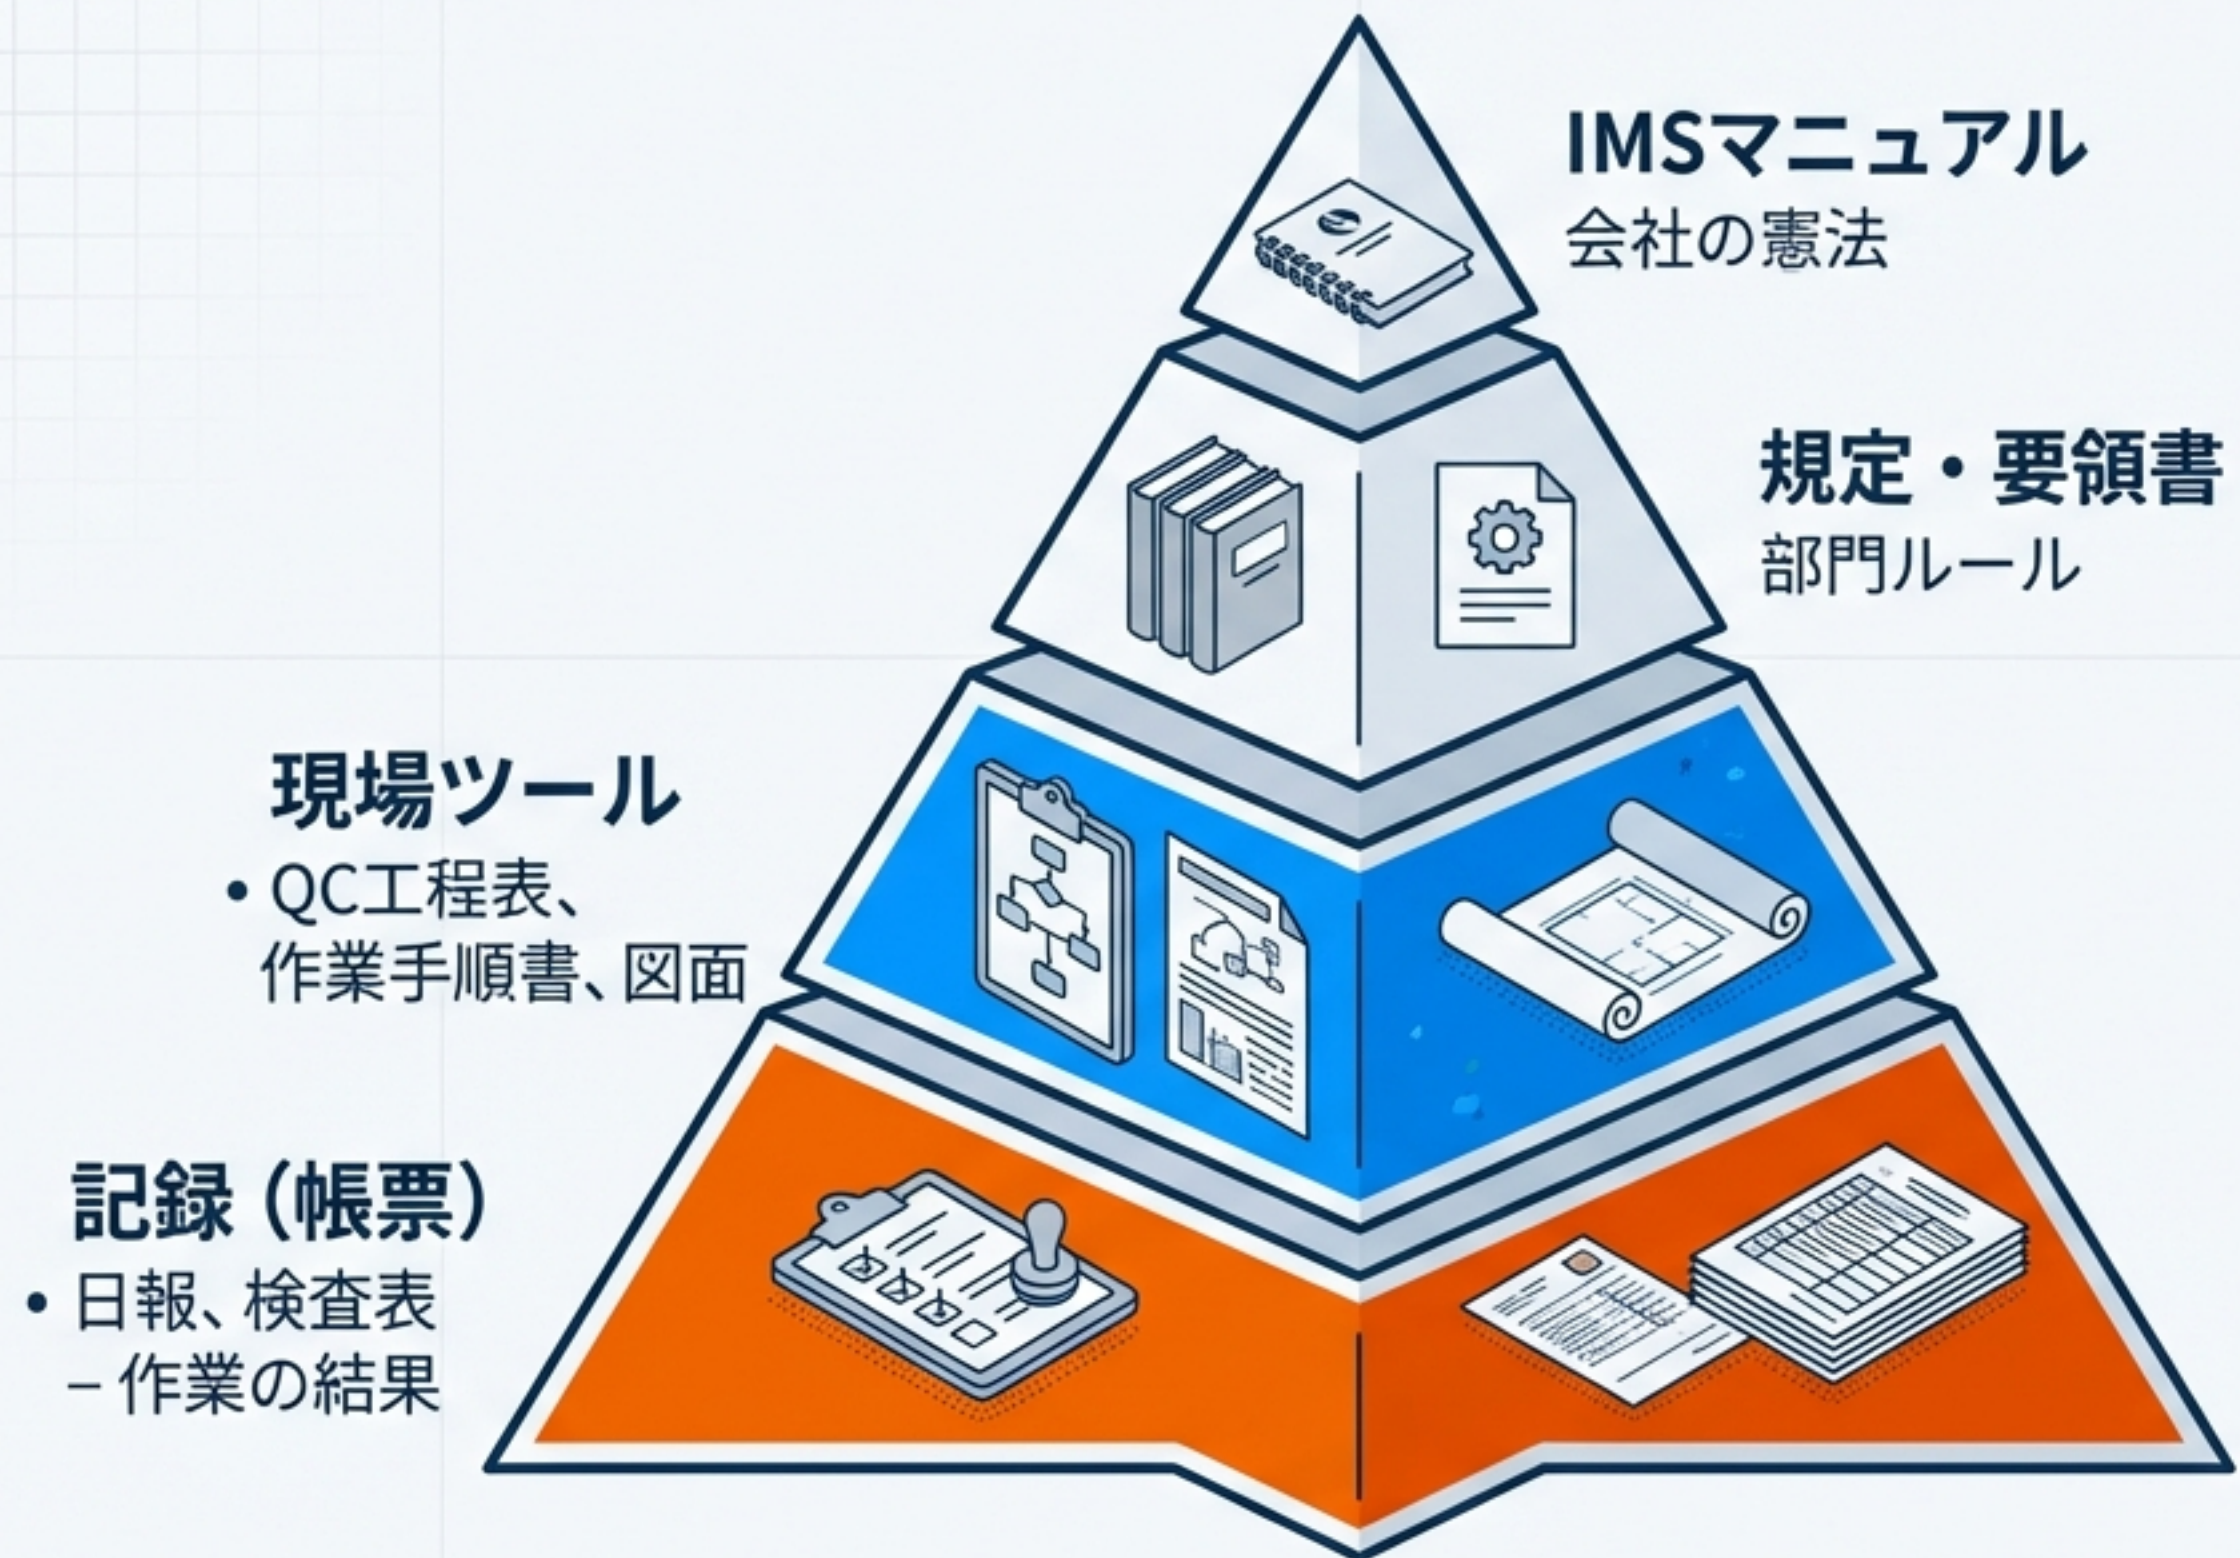 IMSマニュアル
会社の憲法
規定・要領書
部門ルール
現場ツール
• QC工程表、
作業手順書、図面
記録（帳票）
• 日報、検査表
– 作業の結果